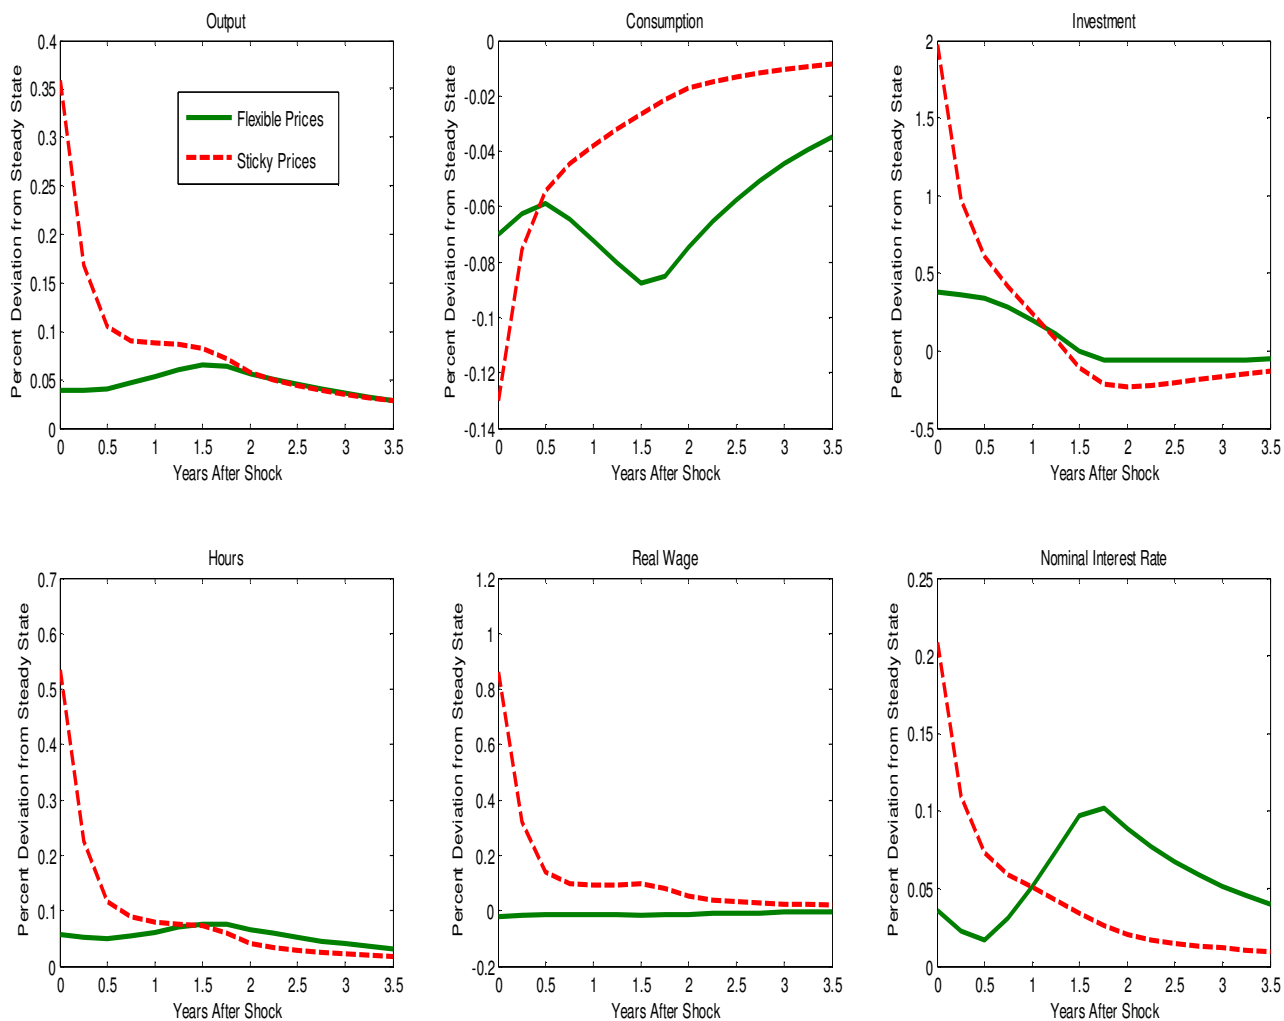 Output
Percent Deviation from Steady State
0.4
0.35
0.3
0.25
0.2
0.15
0.1
0.05
0
Flexible Prices
Sticky Prices
0 0.5 1 1.5 2 2.5 3 3.5
Years After Shock
Consumption
Percent Deviation from Steady State
0
-0.02
-0.04
-0.06
-0.08
-0.1
-0.12
-0.14
0 0.5 1 1.5 2 2.5 3 3.5
Years After Shock
Investment
Percent Deviation from Steady State
2
1.5
1
0.5
0
-0.5
0 0.5 1 1.5 2 2.5 3 3.5
Years After Shock
Hours
Percent Deviation from Steady State
0.7
0.6
0.5
0.4
0.3
0.2
0.1
0
0 0.5 1 1.5 2 2.5 3 3.5
Years After Shock
Real Wage
Percent Deviation from Steady State
1.2
1
0.8
0.6
0.4
0.2
0
-0.2
0 0.5 1 1.5 2 2.5 3 3.5
Years After Shock
Nominal Interest Rate
Percent Deviation from Steady State
0.25
0.2
0.15
0.1
0.05
0
0 0.5 1 1.5 2 2.5 3 3.5
Years After Shock